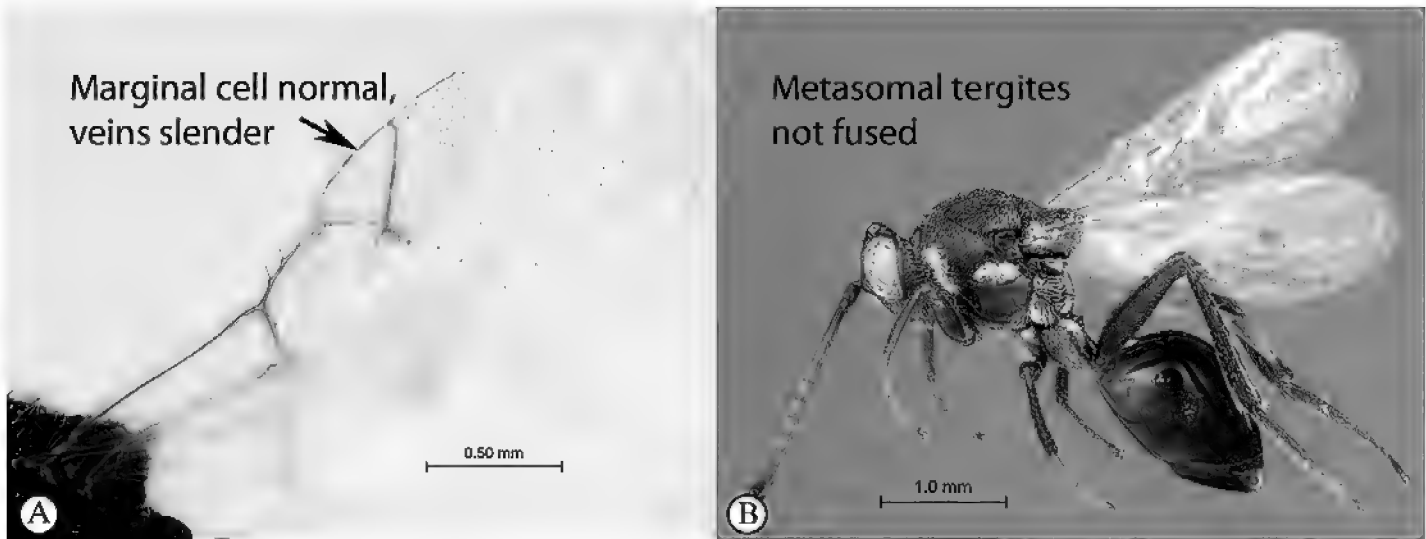 Marginal cell normal,
veins slender
0.50 mm
A
Metasomal tergites
not fused
1.0 mm
B